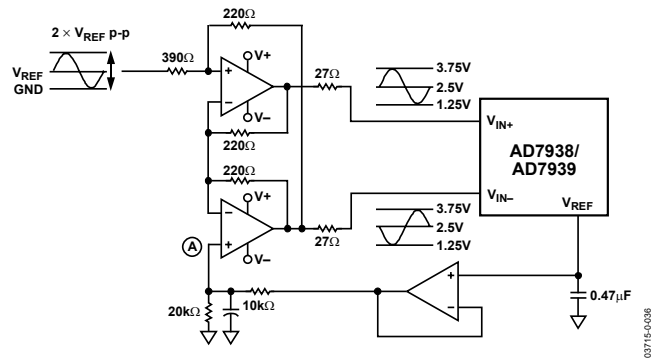 220Ω
2 × VREF p-p
390Ω
VREF
GND
+
V+
–
V–
27Ω
3.75V
2.5V
1.25V
VIN+
220Ω
AD7938/
AD7939
220Ω
V+
–
+
V–
A
VIN–
VREF
27Ω
3.75V
2.5V
1.25V
20kΩ
10kΩ
+
–
0.47μF
03715-0-036